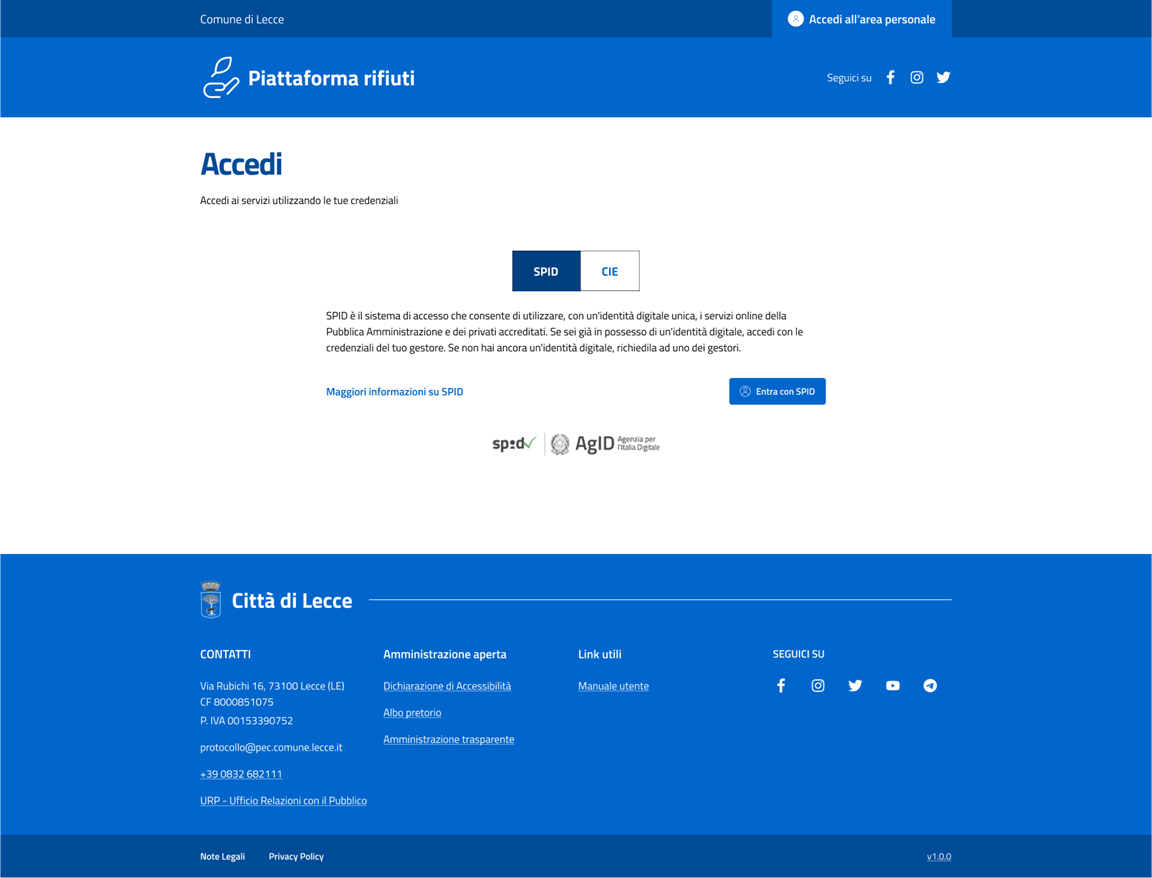 Comune di Lecce
Accedi all'area personale
Piattaforma rifiuti
Seguici su
Accedi
Accedi ai servizi utilizzando le tue credenziali
SPID
CIE
SPID è il sistema di accesso che consente di utilizzare, con un'identità digitale unica, i servizi online della
Pubblica Amministrazione e dei privati accreditati. Se sei già in possesso di un'identità digitale, accedi con le
credenziali del tuo gestore. Se non hai ancora un'identità digitale, richiedila ad uno dei gestori.
Maggiori informazioni su SPID
Entra con SPID
spid
AgID
Agenzia per
l'Italia Digitale
Città di Lecce
CONTATTI
Via Rubichi 16, 73100 Lecce (LE)
CF 8000851075
P. IVA 00153390752
protocollo@pec.comune.lecce.it
+39 0832 682111
URP - Ufficio Relazioni con il Pubblico
Amministrazione aperta
Dichiarazione di Accessibilità
Albo pretorio
Amministrazione trasparente
Link utili
Manuale utente
SEGUICI SU
Note Legali
Privacy Policy
v1.0.0